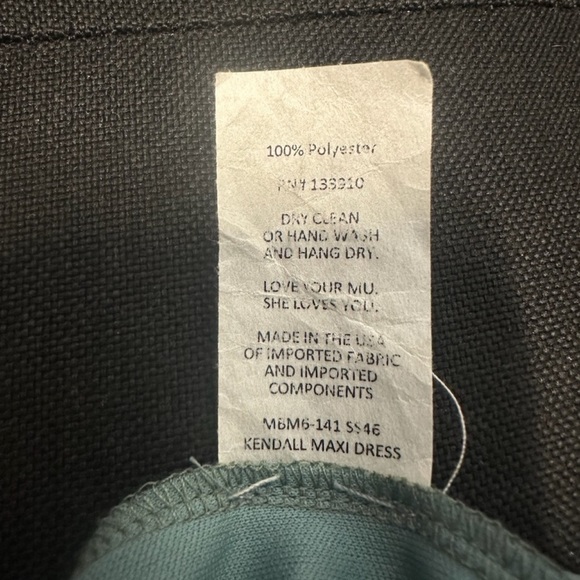 100% Polyester
RN# 133910
DRY CLEAN
OR HAND WASH
AND HANG DRY.
LOVE YOUR MU.
SHE LOVES YOU.
MADE IN THE USA
OF IMPORTED FABRIC
AND IMPORTED
COMPONENTS
MBM6-141 SS46
KENDALL MAXI DRESS